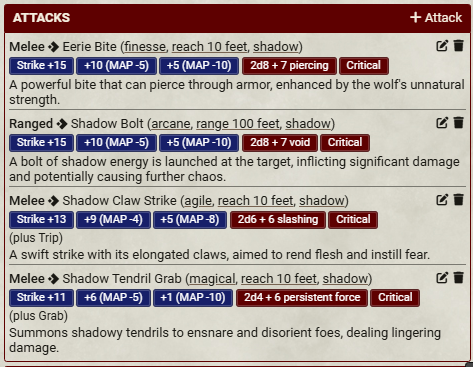 ATTACKS
+ Attack
Melee Eerie Bite (finesse, reach 10 feet, shadow)
Strike +15 +10 (MAP -5) +5 (MAP -10) 2d8 + 7 piercing Critical
A powerful bite that can pierce through armor, enhanced by the wolf's unnatural
strength.
Ranged Shadow Bolt (arcane, range 100 feet, shadow)
Strike +15 +10 (MAP -5) +5 (MAP -10) 2d8 + 7 void Critical
A bolt of shadow energy is launched at the target, inflicting significant damage
and potentially causing further chaos.
Melee Shadow Claw Strike (agile, reach 10 feet, shadow)
Strike +13 +9 (MAP -4) +5 (MAP -8) 2d6 + 6 slashing Critical
(plus Trip)
A swift strike with its elongated claws, aimed to rend flesh and instill fear.
Melee Shadow Tendril Grab (magical, reach 10 feet, shadow)
Strike +11 +6 (MAP -5) +1 (MAP -10) 2d4 + 6 persistent force Critical
(plus Grab)
Summons shadowy tendrils to ensnare and disorient foes, dealing lingering
damage.